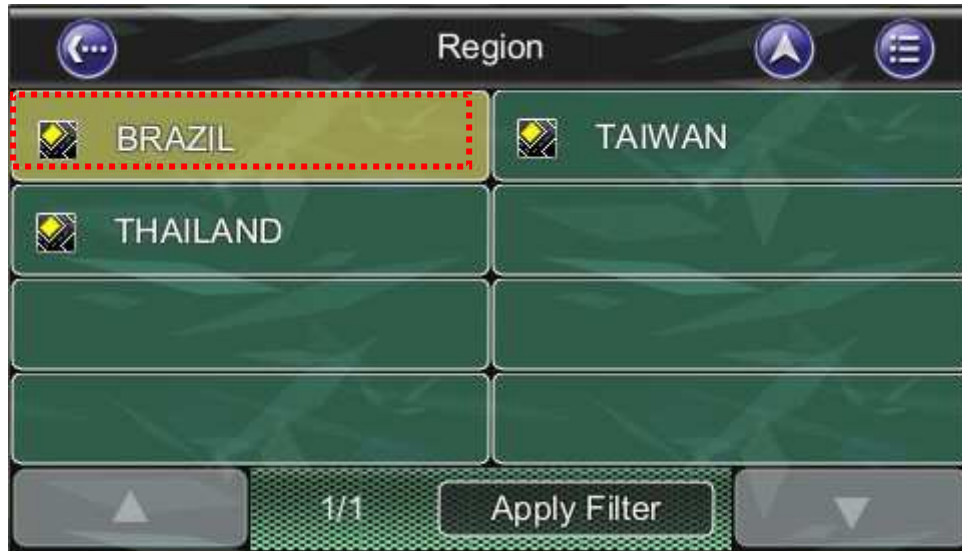 Region
BRAZIL
TAIWAN
THAILAND
1/1
Apply Filter